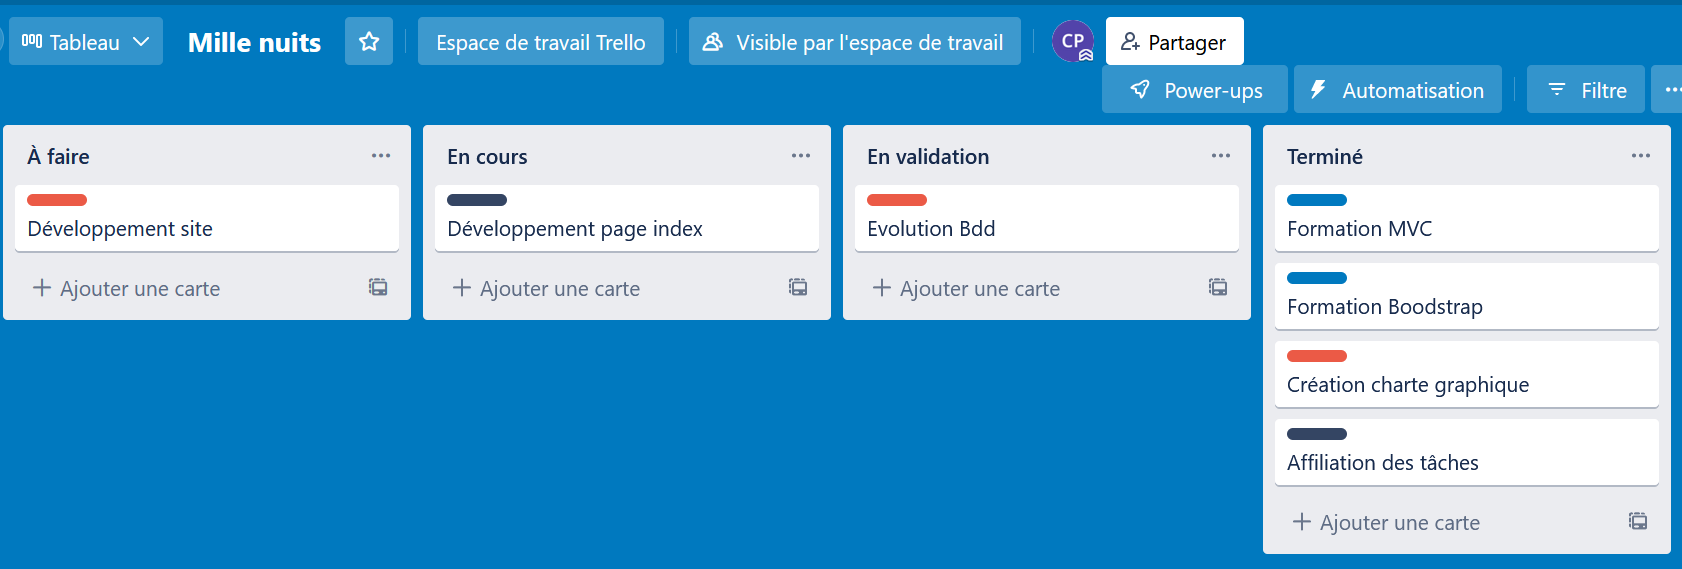 Tableau
Mille nuits
Espace de travail Trello
Visible par l'espace de travail
CP
Partager
Power-ups
Automatisation
Filtre
À faire
Développement site
Ajouter une carte
En cours
Développement page index
Ajouter une carte
En validation
Evolution Bdd
Ajouter une carte
Terminé
Formation MVC
Formation Boodstrap
Création charte graphique
Affiliation des tâches
Ajouter une carte